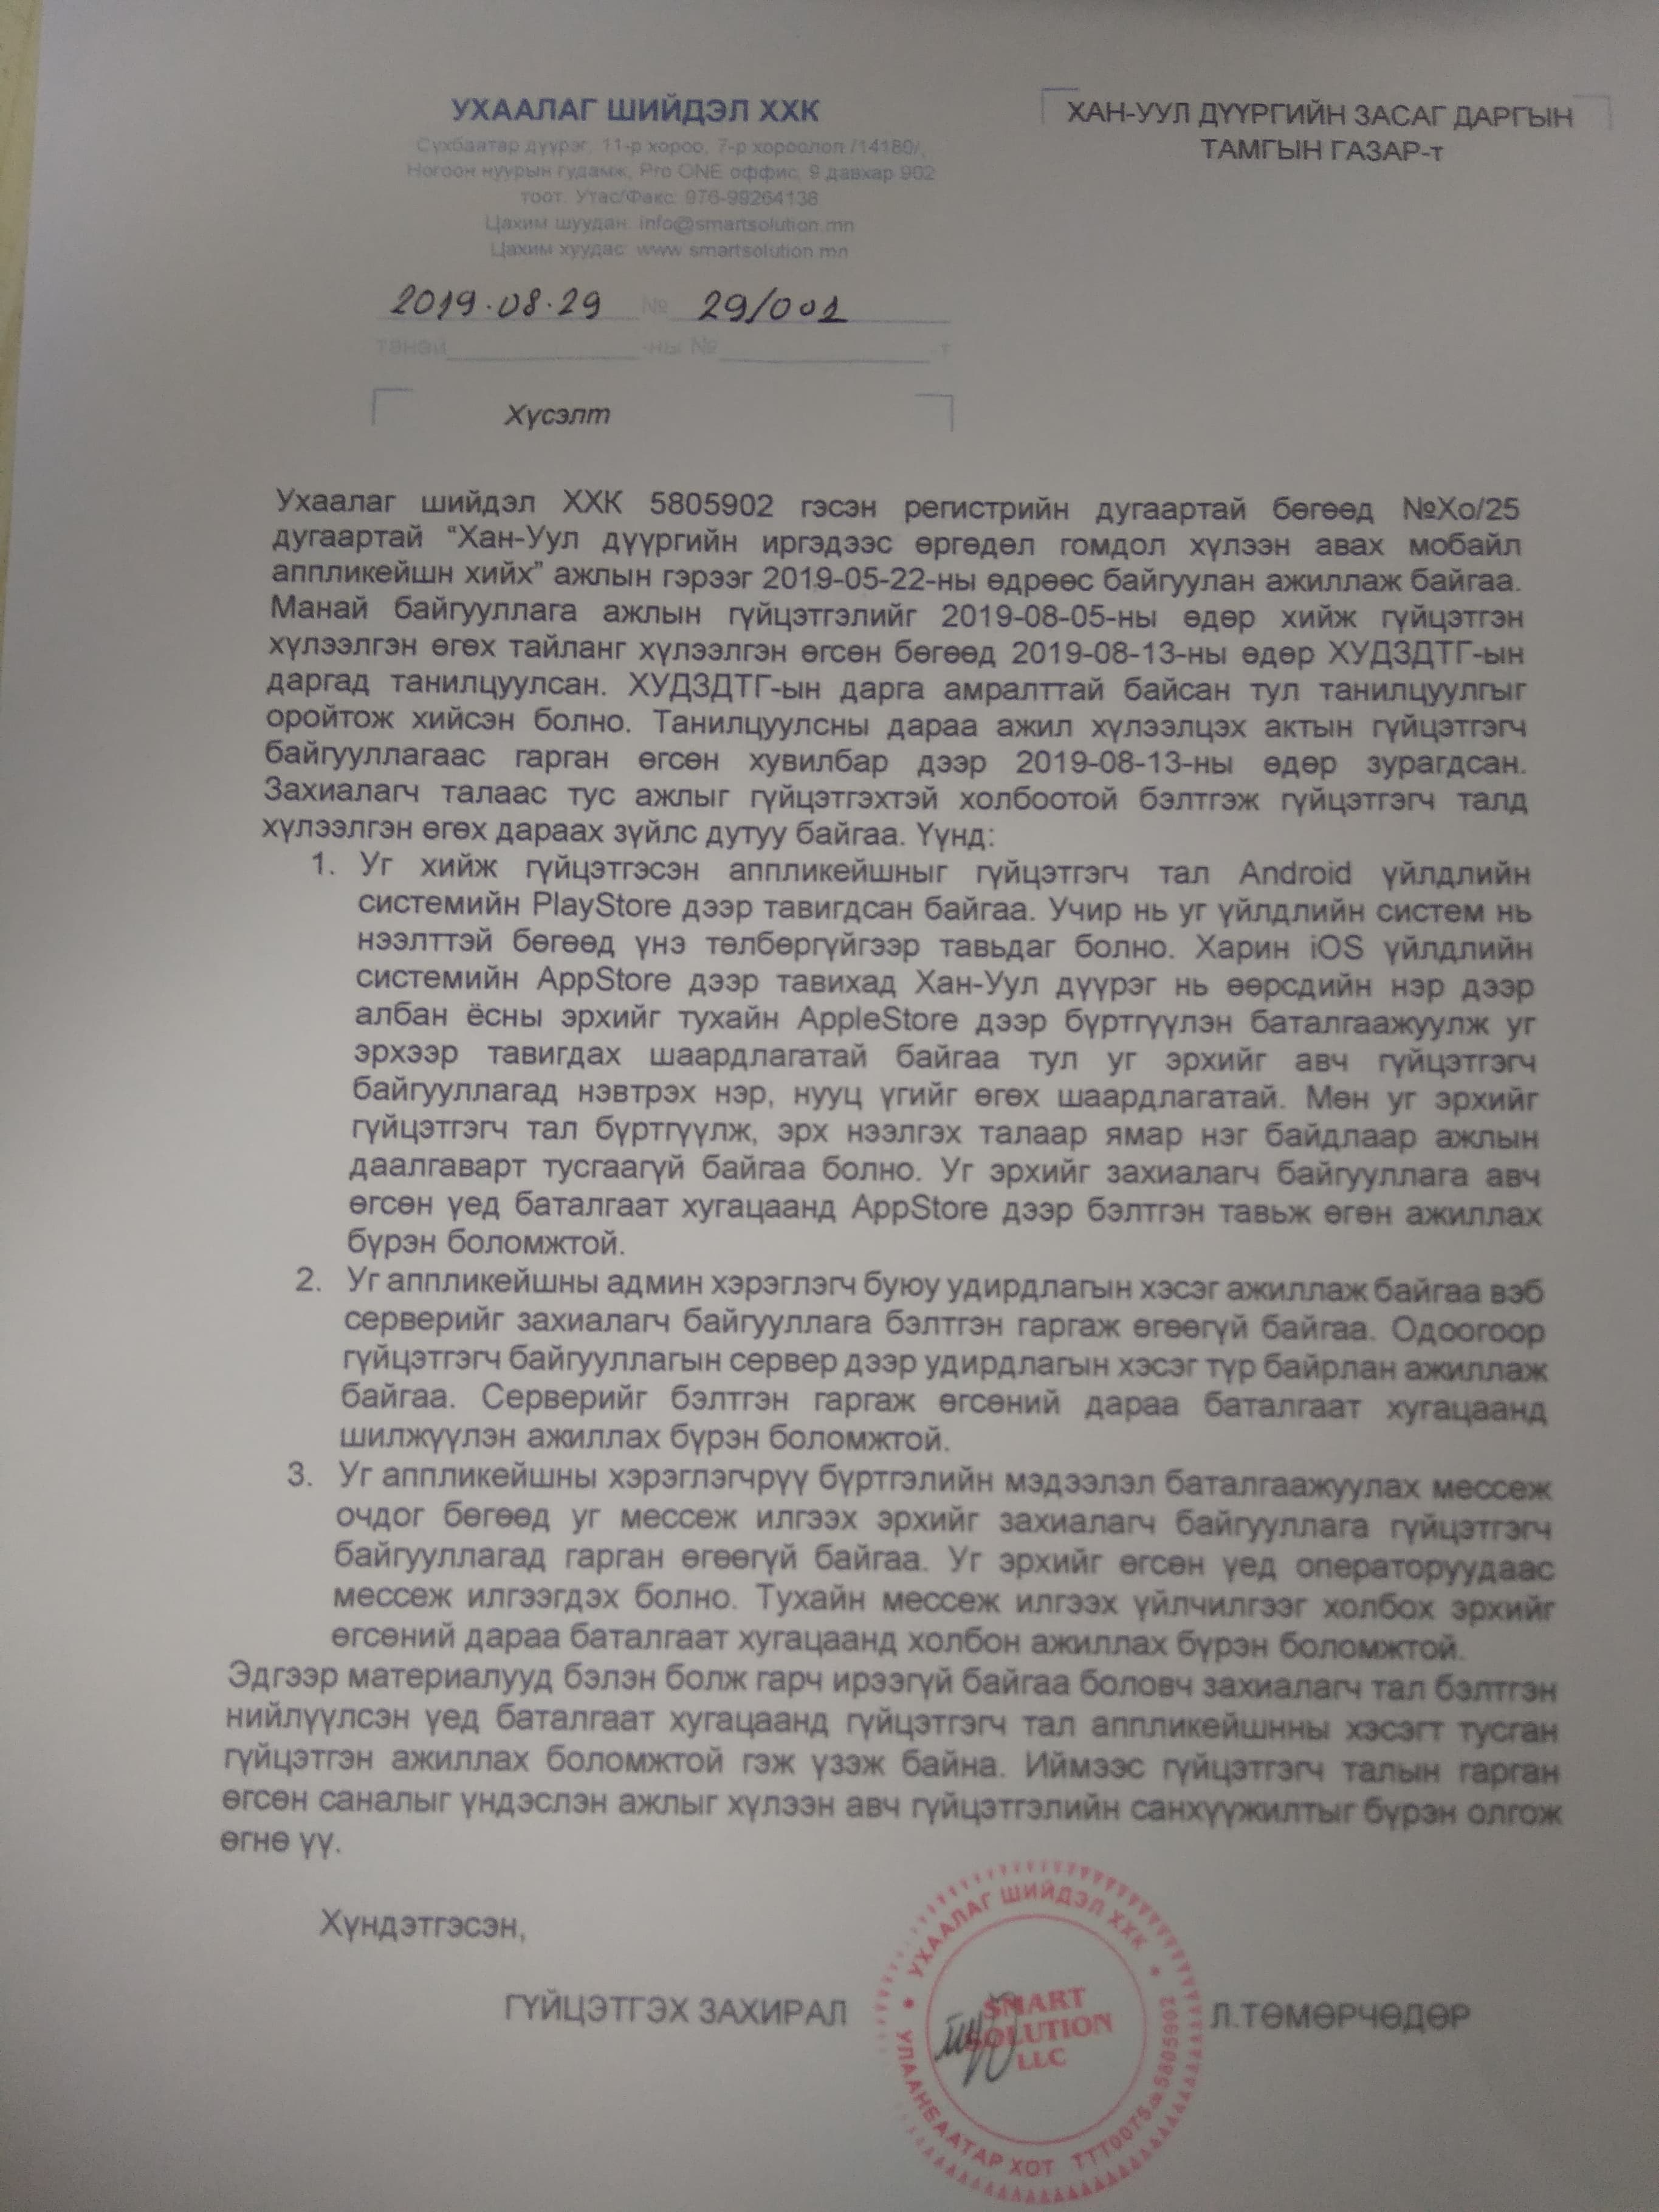 УХААЛАГ ШИЙДЭЛ ХХК
Сүхбаатар дүүрэг, 11-р хороо, 7-р хороолол /14180/,
Ногоон нуурын гудамж, Pro ONE оффис, 9 давхар 902
тоот. Утас/Факс: 976-99264138
Цахим шуудан: info@smartsolution.mn
Цахим хуудас: www.smartsolution.mn
2019.08.29 № 29/001
танай -ны № -т
ХАН-УУЛ ДҮҮРГИЙН ЗАСАГ ДАРГЫН
ТАМГЫН ГАЗАР-т
Хүсэлт
Ухаалаг шийдэл ХХК 5805902 гэсэн регистрийн дугаартай бөгөөд №Хо/25
дугаартай “Хан-Уул дүүргийн иргэдээс өргөдөл гомдол хүлээн авах мобайл
аппликейшн хийх” ажлын гэрээг 2019-05-22-ны өдрөөс байгуулан ажиллаж байгаа.
Манай байгууллага ажлын гүйцэтгэлийг 2019-08-05-ны өдөр хийж гүйцэтгэн
хүлээлгэн өгөх тайланг хүлээлгэн өгсөн бөгөөд 2019-08-13-ны өдөр ХУДЗДТГ-ын
даргад танилцуулсан. ХУДЗДТГ-ын дарга амралттай байсан тул танилцуулгыг
оройтож хийсэн болно. Танилцуулсны дараа ажил хүлээлцэх актын гүйцэтгэгч
байгууллагаас гарган өгсөн хувилбар дээр 2019-08-13-ны өдөр зурагдсан.
Захиалагч талаас тус ажлыг гүйцэтгэхтэй холбоотой бэлтгэж гүйцэтгэгч талд
хүлээлгэн өгөх дараах зүйлс дутуу байгаа. Үүнд:
1. Уг хийж гүйцэтгэсэн аппликейшныг гүйцэтгэгч тал Android үйлдлийн
системийн PlayStore дээр тавигдсан байгаа. Учир нь уг үйлдлийн систем нь
нээлттэй бөгөөд үнэ төлбөргүйгээр тавьдаг болно. Харин iOS үйлдлийн
системийн AppStore дээр тавихад Хан-Уул дүүрэг нь өөрсдийн нэр дээр
албан ёсны эрхийг тухайн AppleStore дээр бүртгүүлэн баталгаажуулж уг
эрхээр тавигдах шаардлагатай байгаа тул уг эрхийг авч гүйцэтгэгч
байгууллагад нэвтрэх нэр, нууц үгийг өгөх шаардлагатай. Мөн уг эрхийг
гүйцэтгэгч тал бүртгүүлж, эрх нээлгэх талаар ямар нэг байдлаар ажлын
даалгаварт тусгаагүй байгаа болно. Уг эрхийг захиалагч байгууллага авч
өгсөн үед баталгаат хугацаанд AppStore дээр бэлтгэн тавьж өгөн ажиллах
бүрэн боломжтой.
2. Уг аппликейшны админ хэрэглэгч буюу удирдлагын хэсэг ажиллаж байгаа вэб
серверийг захиалагч байгууллага бэлтгэн гаргаж өгөөгүй байгаа. Одоогоор
гүйцэтгэгч байгууллагын сервер дээр удирдлагын хэсэг түр байрлан ажиллаж
байгаа. Серверийг бэлтгэн гаргаж өгсөний дараа баталгаат хугацаанд
шилжүүлэн ажиллах бүрэн боломжтой.
3. Уг аппликейшны хэрэглэгчрүү бүртгэлийн мэдээлэл баталгаажуулах мессеж
очдог бөгөөд уг мессеж илгээх эрхийг захиалагч байгууллага гүйцэтгэгч
байгууллагад гарган өгөөгүй байгаа. Уг эрхийг өгсөн үед операторуудаас
мессеж илгээгдэх болно. Тухайн мессеж илгээх үйлчилгээг холбох эрхийг
өгсөний дараа баталгаат хугацаанд холбон ажиллах бүрэн боломжтой.
Эдгээр материалууд бэлэн болж гарч ирээгүй байгаа боловч захиалагч тал бэлтгэн
нийлүүлсэн үед баталгаат хугацаанд гүйцэтгэгч тал аппликейшнны хэсэгт тусган
гүйцэтгэн ажиллах боломжтой гэж үзэж байна. Иймээс гүйцэтгэгч талын гарган
өгсөн саналыг үндэслэн ажлыг хүлээн авч гүйцэтгэлийн санхүүжилтыг бүрэн олгож
өгнө үү.
Хүндэтгэсэн,
ГҮЙЦЭТГЭХ ЗАХИРАЛ Л.ТӨМӨРЧӨДӨР
УХААЛАГ ШИЙДЭЛ ХХК
SMART
SOLUTION
LLC
УЛААНБААТАР ХОТ 5805902